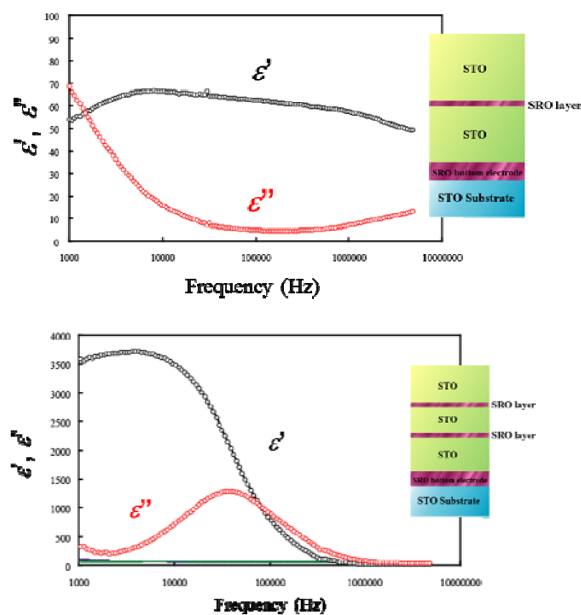 100
90
80
70
60
50
40
30
20
10
0
ε', ε"
ε'
ε"
1000 10000 100000 1000000 10000000
Frequency (Hz)
STO
SRO layer
STO
SRO bottom electrode
STO Substrate
4000
3500
3000
2500
2000
1500
1000
500
0
ε', ε"
ε'
ε"
1000 10000 100000 1000000 10000000
Frequency (Hz)
STO
SRO layer
STO
SRO layer
STO
SRO bottom electrode
STO Substrate